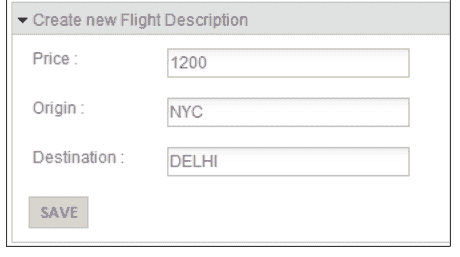 Create new Flight Description
Price : 1200
Origin : NYC
Destination : DELHI
SAVE